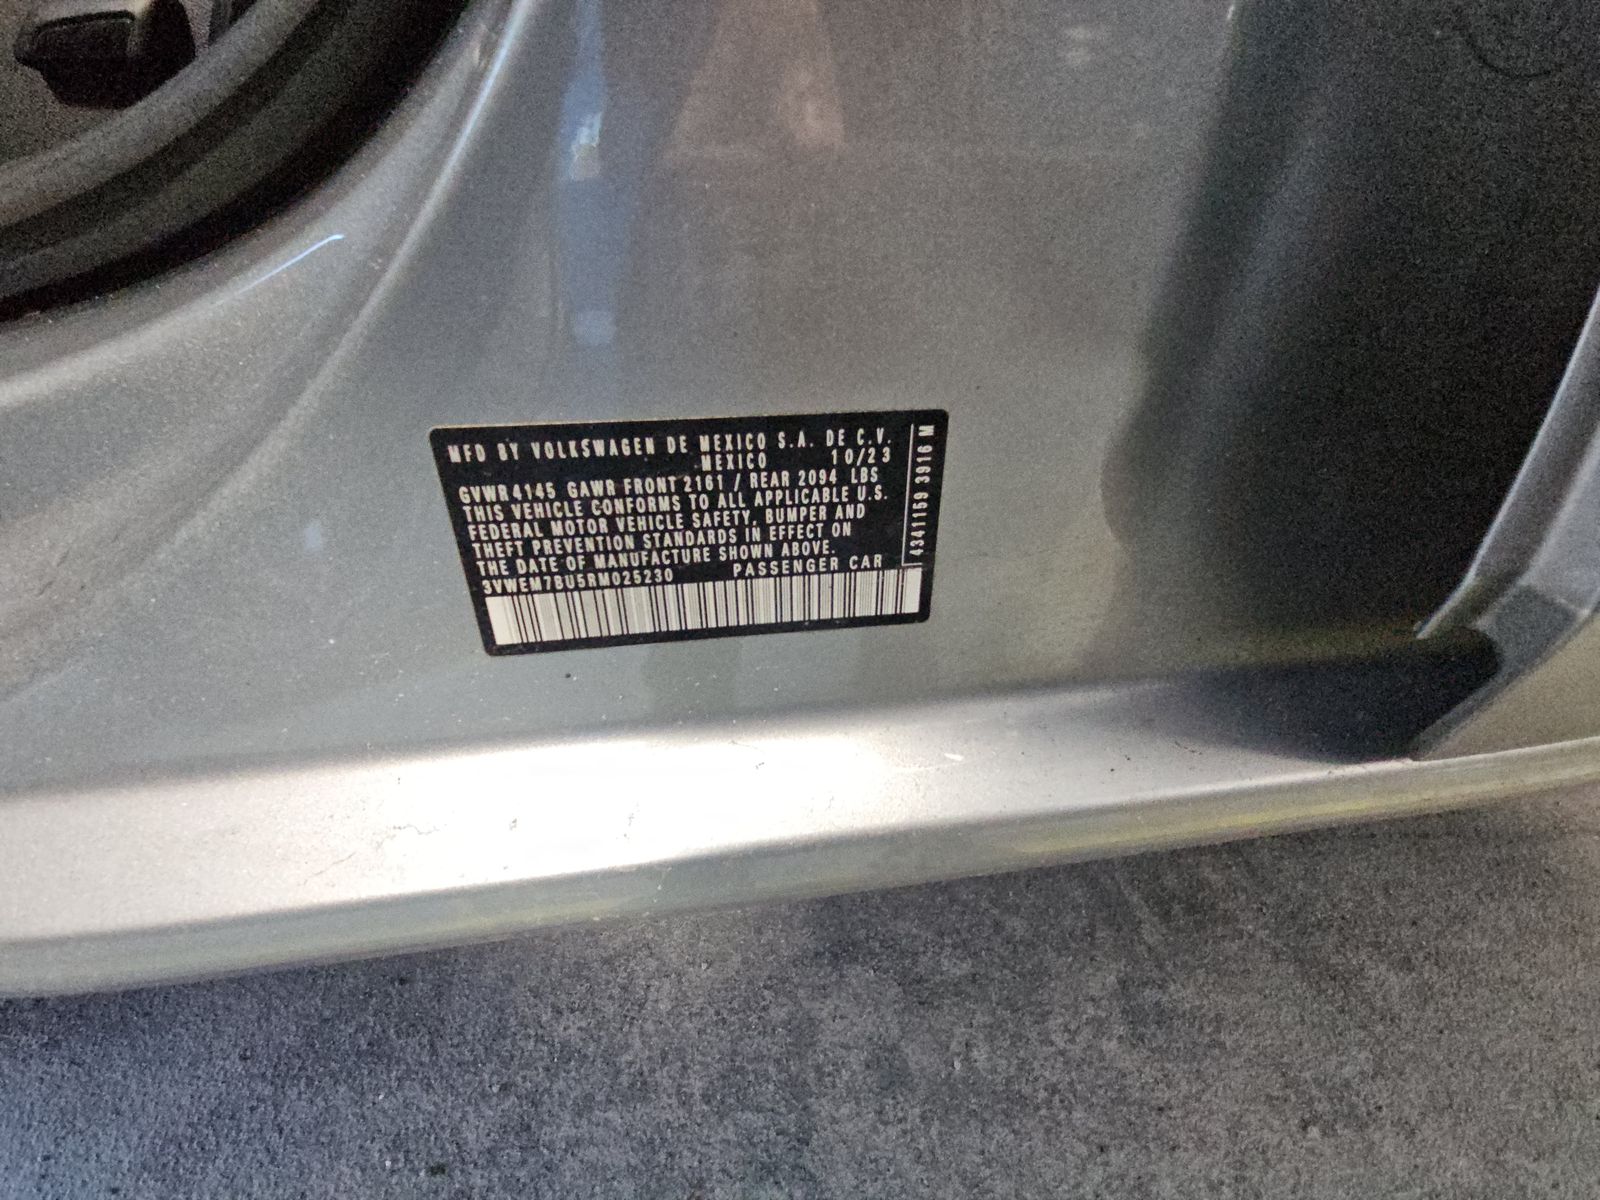 MFD BY VOLKSWAGEN DE MEXICO S.A. DE C.V.
MEXICO 10/23
GVWR 4145 GAWR FRONT 2161 / REAR 2094 LBS
THIS VEHICLE CONFORMS TO ALL APPLICABLE U.S.
FEDERAL MOTOR VEHICLE SAFETY, BUMPER AND
THEFT PREVENTION STANDARDS IN EFFECT ON
THE DATE OF MANUFACTURE SHOWN ABOVE.
3VWEM7BU5RM025230 PASSENGER CAR
4341159 3916 M